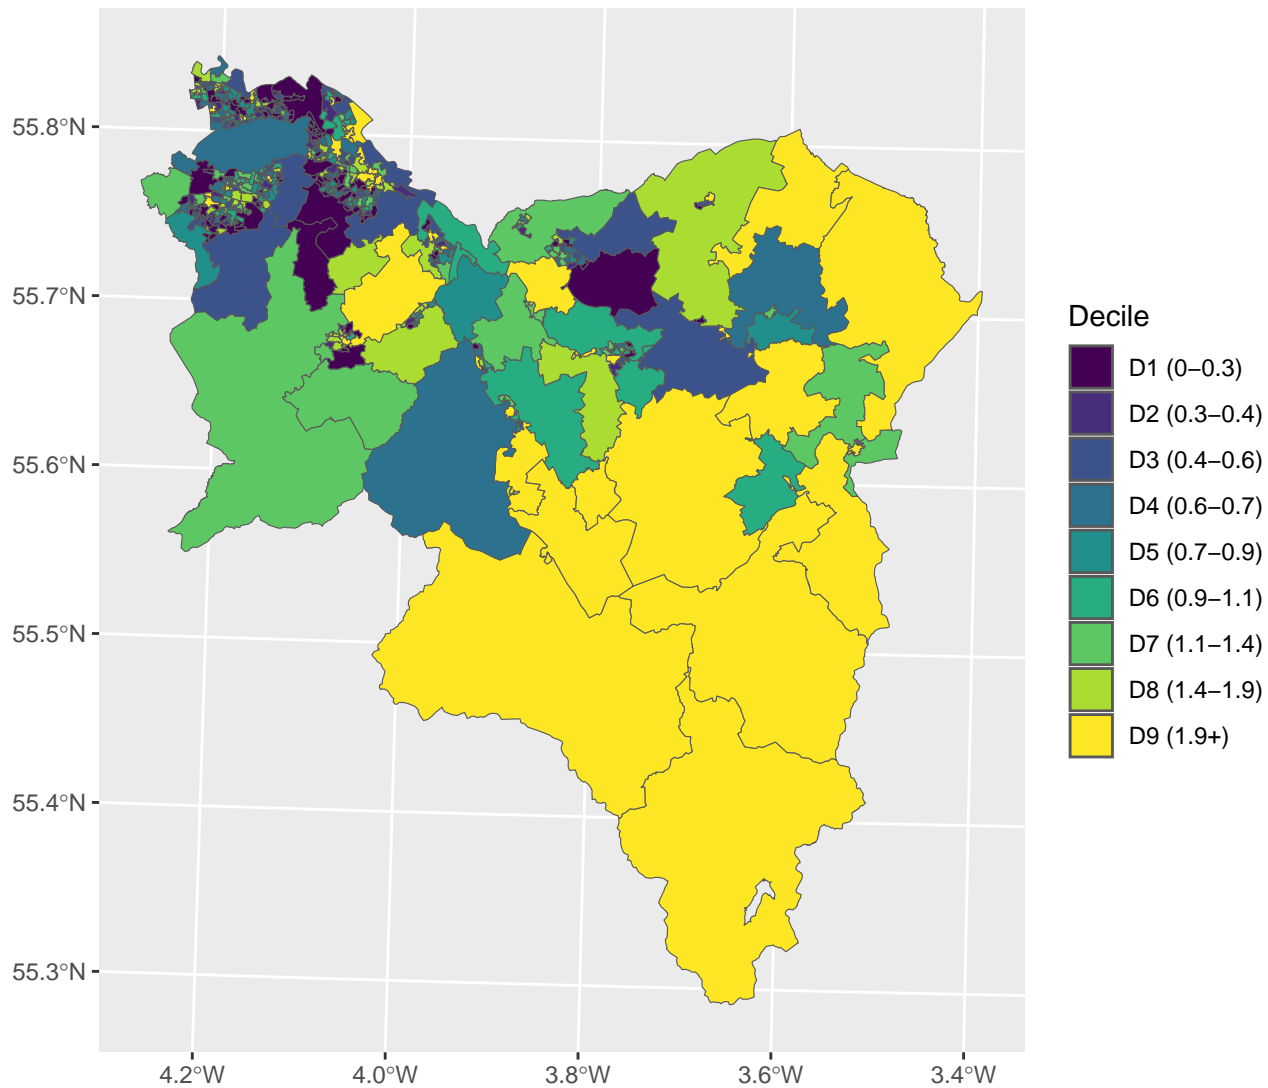 55.8°N
55.7°N
55.6°N
55.5°N
55.4°N
55.3°N
4.2°W
4.0°W
3.8°W
3.6°W
3.4°W
Decile
D1 (0–0.3)
D2 (0.3–0.4)
D3 (0.4–0.6)
D4 (0.6–0.7)
D5 (0.7–0.9)
D6 (0.9–1.1)
D7 (1.1–1.4)
D8 (1.4–1.9)
D9 (1.9+)